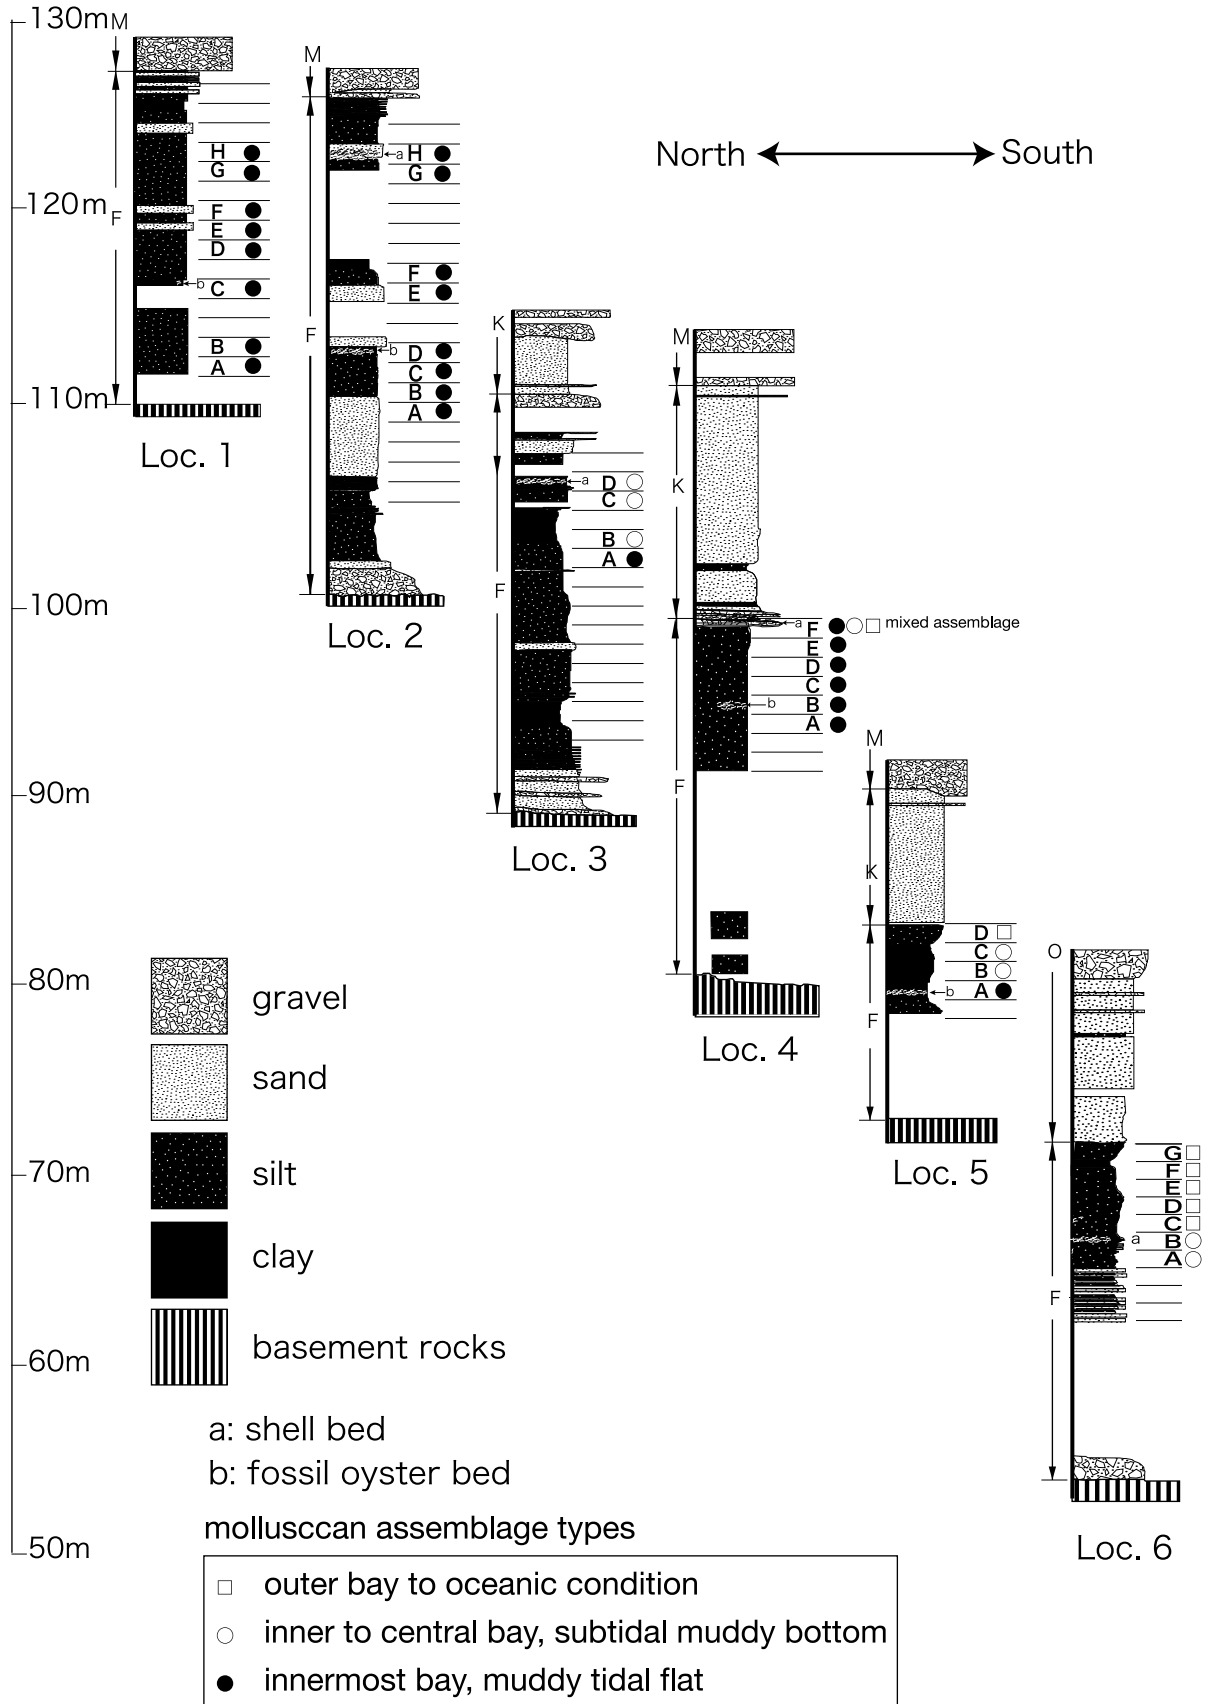 130m
120m
110m
100m
90m
80m
70m
60m
50m
North South
M
F
H
G
F
E
D
b
C
B
A
Loc. 1
M
F
a
H
G
F
E
b
D
C
B
A
Loc. 2
K
F
a
D
C
B
A
Loc. 3
M
K
F
a
F mixed assemblage
E
D
C
b
B
A
Loc. 4
M
K
F
D
C
B
b
A
Loc. 5
O
F
G
F
E
D
C
a
B
A
Loc. 6
gravel
sand
silt
clay
basement rocks
a: shell bed
b: fossil oyster bed
mollusccan assemblage types
outer bay to oceanic condition
inner to central bay, subtidal muddy bottom
innermost bay, muddy tidal flat